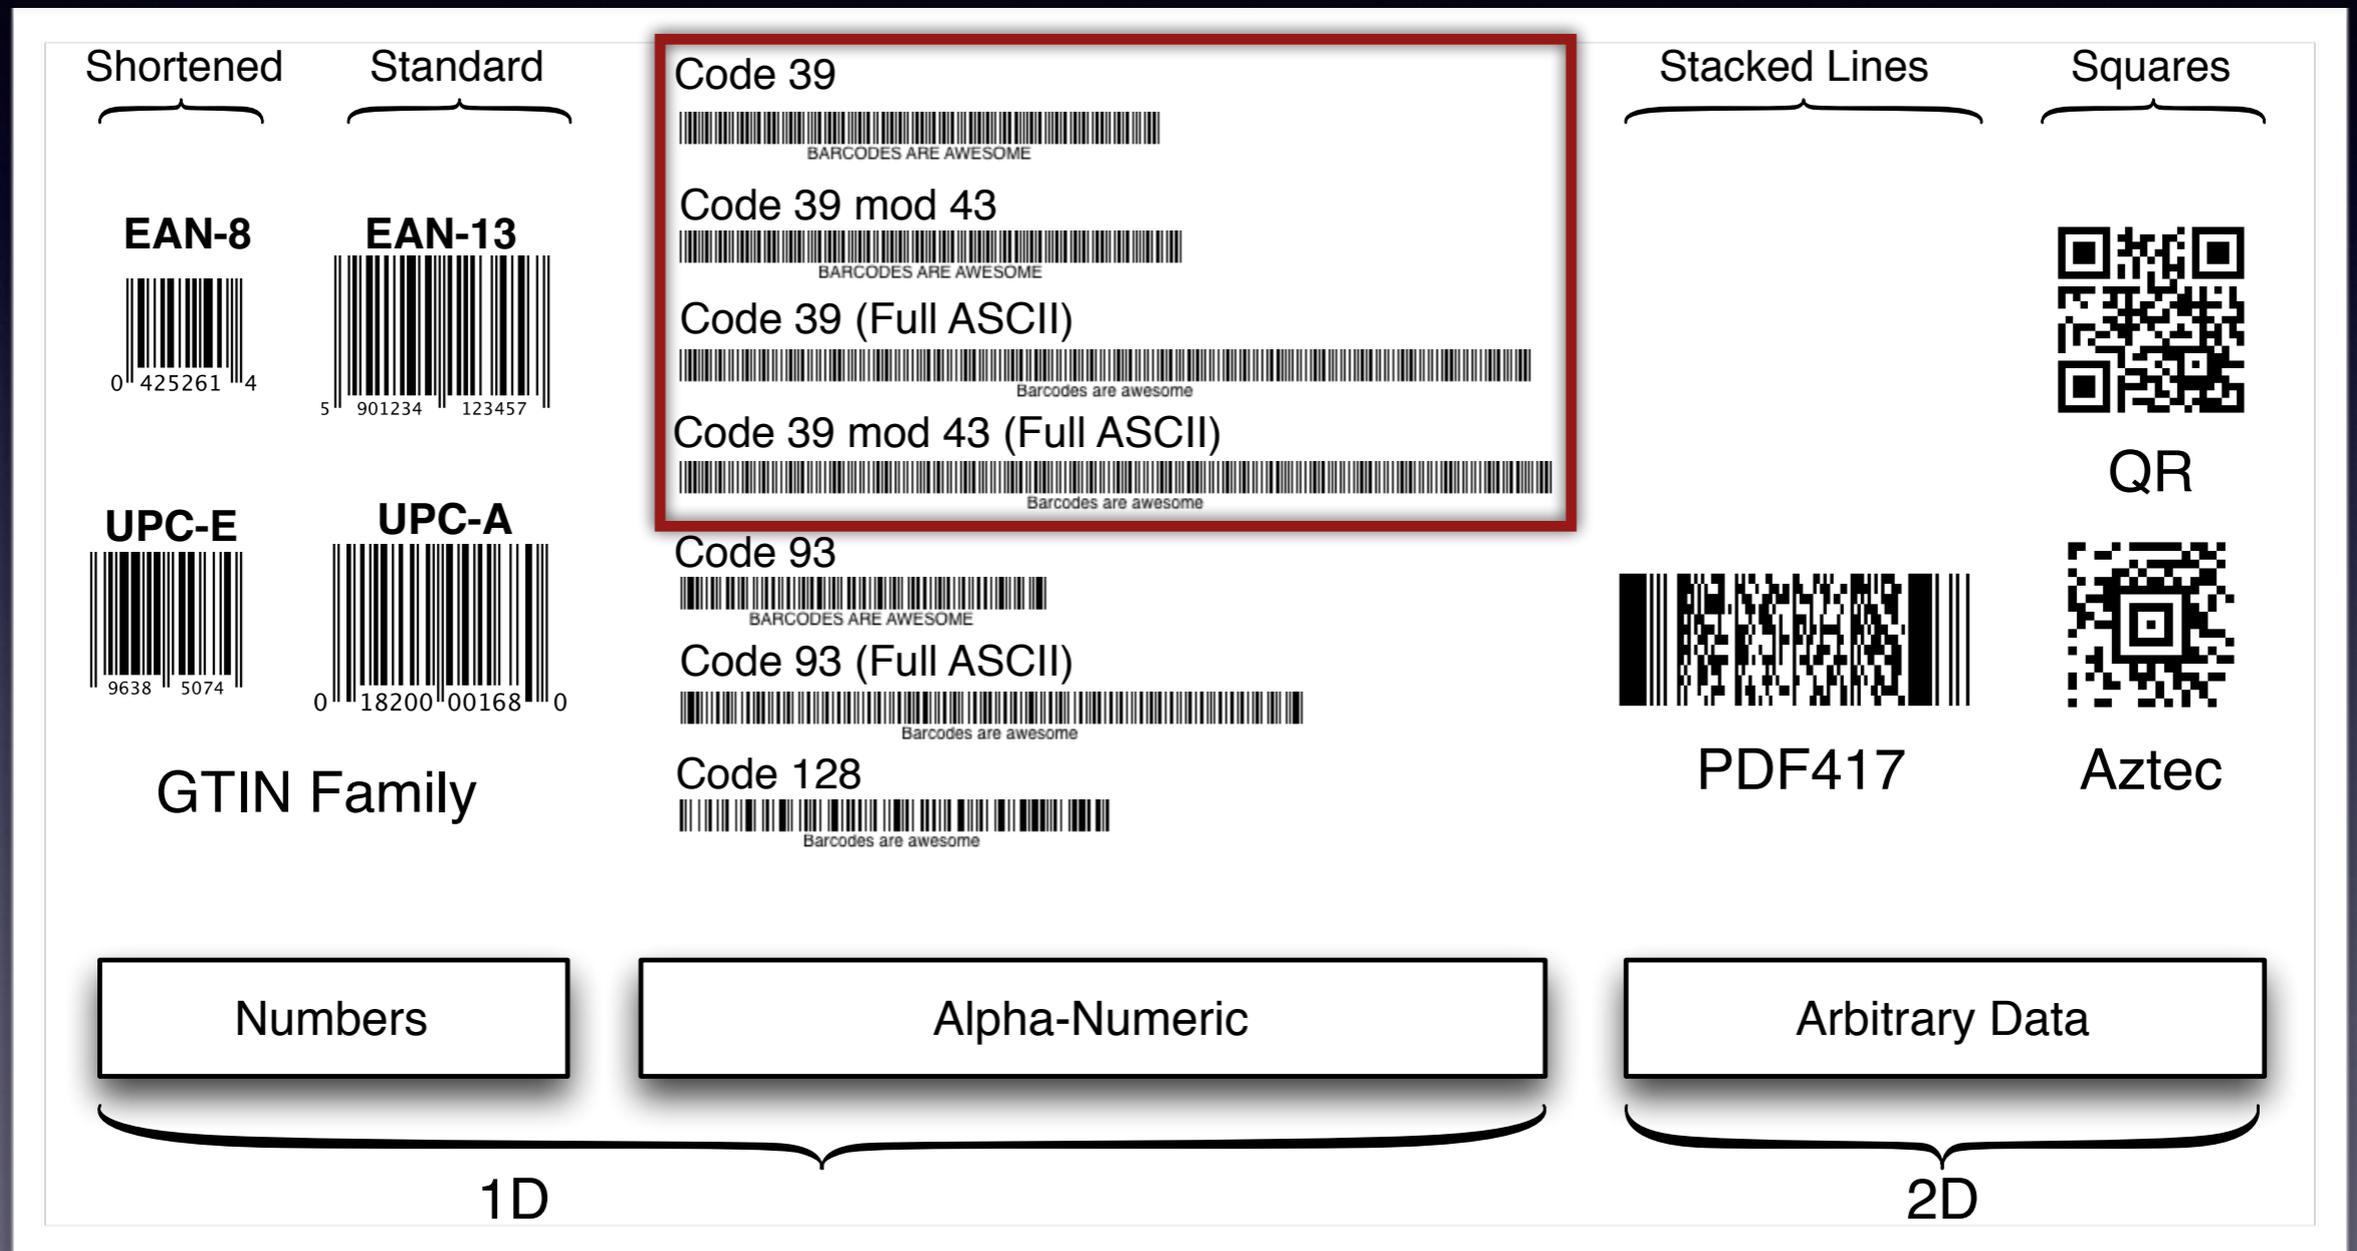 Shortened
Standard
EAN-8
0 425261 4
EAN-13
5 901234 123457
UPC-E
9638 5074
UPC-A
0 18200 00168 0
GTIN Family
Code 39
BARCODES ARE AWESOME
Code 39 mod 43
BARCODES ARE AWESOME
Code 39 (Full ASCII)
Barcodes are awesome
Code 39 mod 43 (Full ASCII)
Barcodes are awesome
Code 93
BARCODES ARE AWESOME
Code 93 (Full ASCII)
Barcodes are awesome
Code 128
Barcodes are awesome
Stacked Lines
Squares
QR
PDF417
Aztec
Numbers
Alpha-Numeric
Arbitrary Data
1D
2D